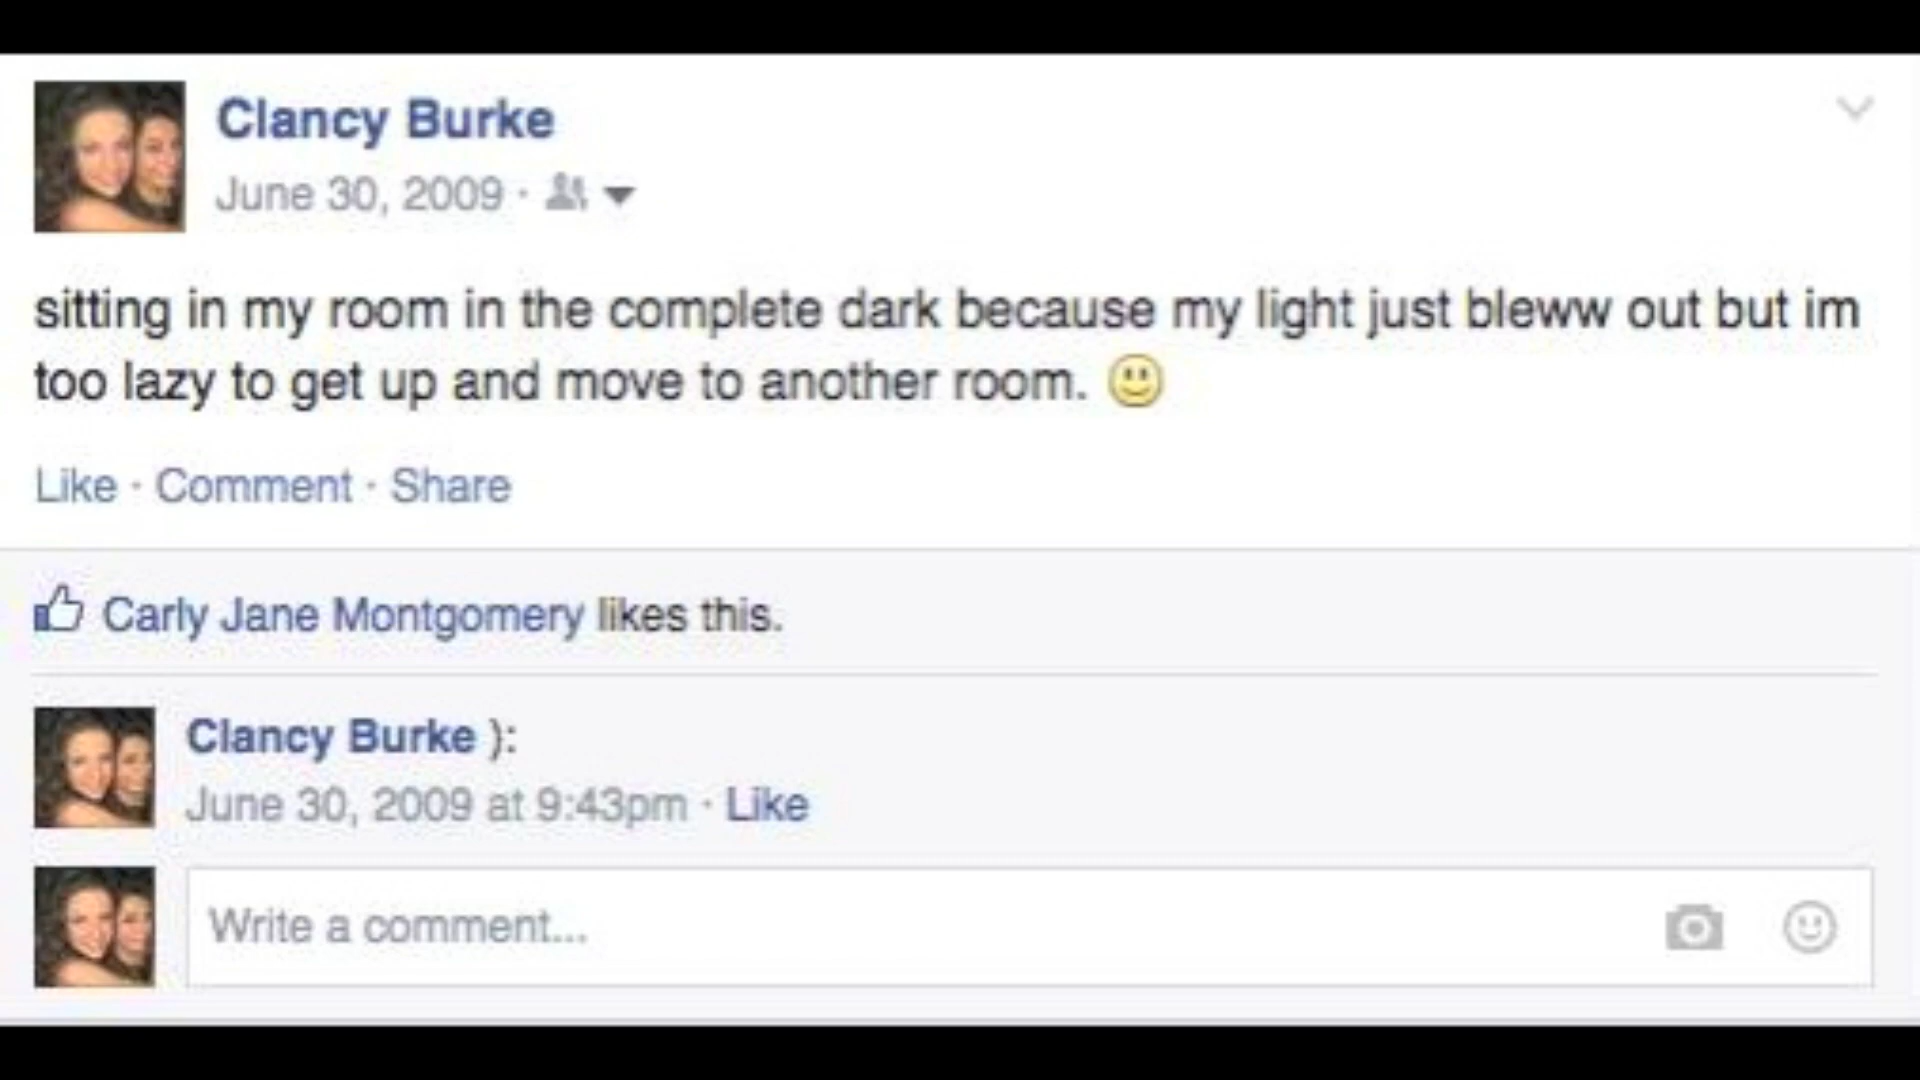 Clancy Burke
June 30, 2009 ·
sitting in my room in the complete dark because my light just bleww out but im
too lazy to get up and move to another room.
Like · Comment · Share
Carly Jane Montgomery likes this.
Clancy Burke ):
June 30, 2009 at 9:43pm · Like
Write a comment...